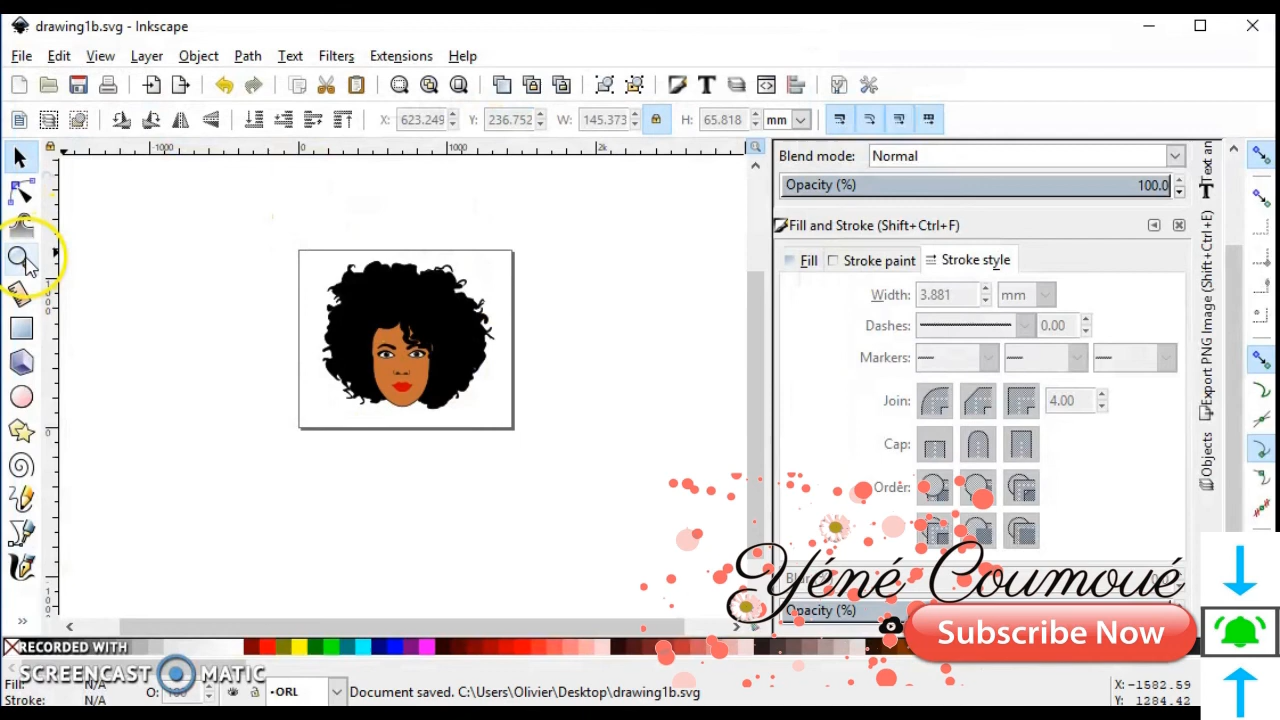 drawing1b.svg - Inkscape
File Edit View Layer Object Path Text Filters Extensions Help
X: 623.249 Y: 236.752 W: 145.373 H: 65.818 mm
-1000 0 1000 2k
Blend mode: Normal
Opacity (%) 100.0
Fill and Stroke (Shift+Ctrl+F)
Fill Stroke paint Stroke style
Width: 3.881 mm
Dashes: 0.00
Markers:
Join: 4.00
Cap:
Order:
Opacity (%)
Text an
Export PNG Image (Shift+Ctrl+E)
Objects
Yéné Coumoué
Subscribe Now
RECORDED WITH
SCREENCAST MATIC
Fill: N/A
Stroke: N/A
O: 100
•ORL
Document saved. C:\Users\Olivier\Desktop\drawing1b.svg
X: -1582.59
Y: 1284.42